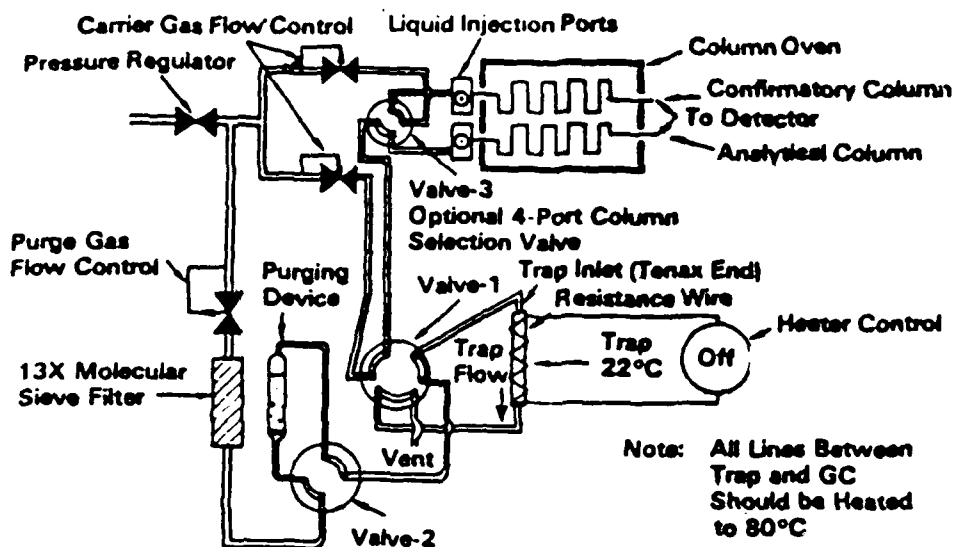 Carrier Gas Flow Control
Liquid Injection Ports
Pressure Regulator
Column Oven
Confirmatory Column
To Detector
Analytical Column
Valve-3
Optional 4-Port Column
Selection Valve
Purge Gas
Flow Control
Purging
Device
Valve-1
Trap Inlet (Tenax End)
Resistance Wire
Heater Control
Trap
Flow
Trap
22°C
Off
13X Molecular
Sieve Filter
Vent
Valve-2
Note: All Lines Between
Trap and GC
Should be Heated
to 80°C